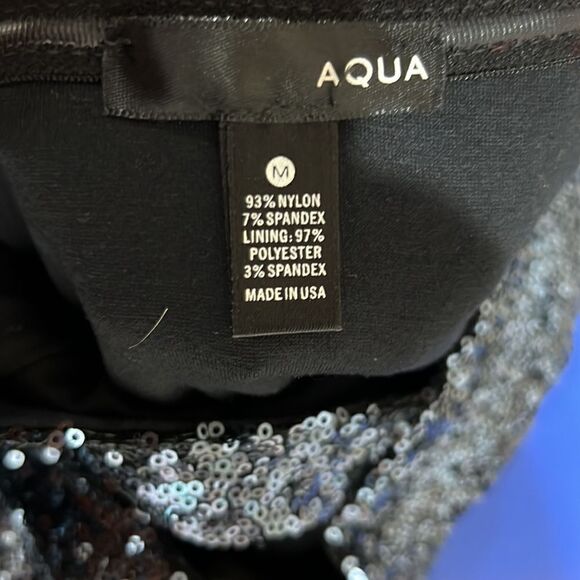 AQUA
M
93% NYLON
7% SPANDEX
LINING: 97%
POLYESTER
3% SPANDEX
MADE IN USA